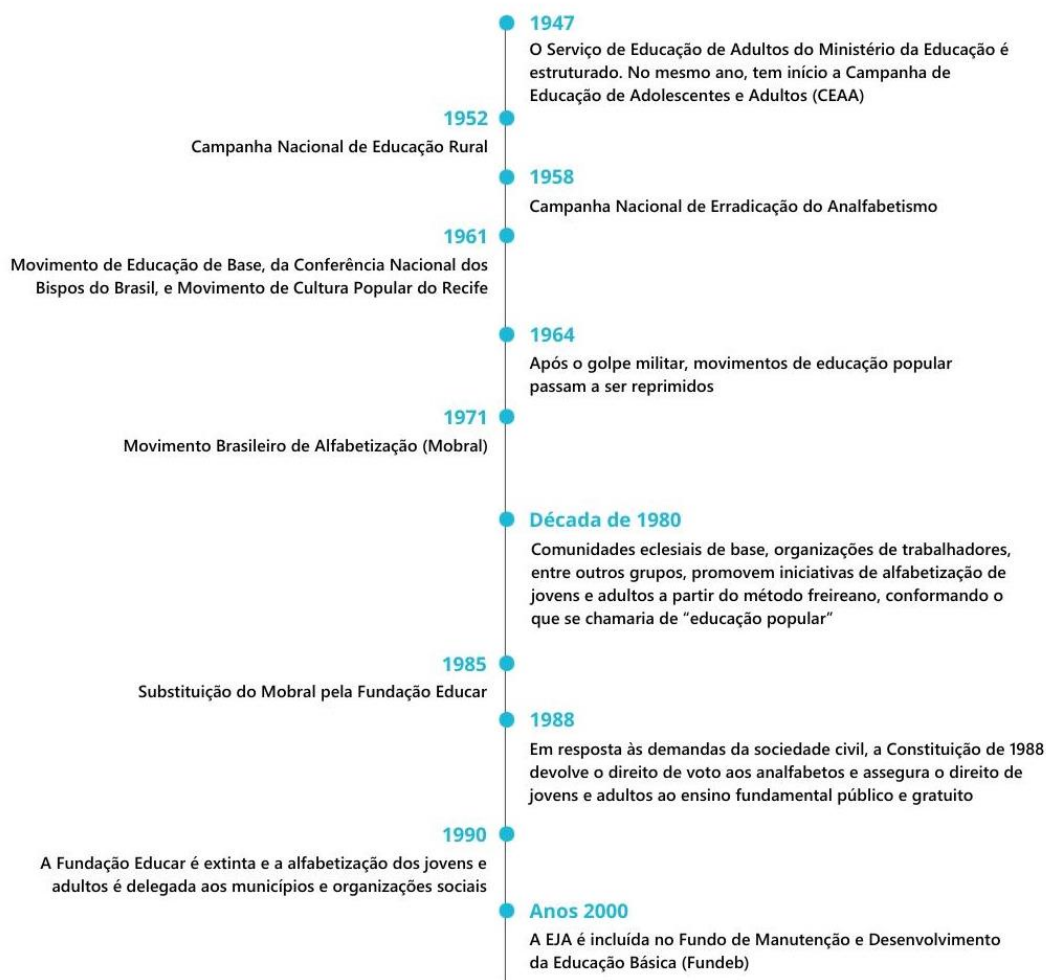 1947
O Serviço de Educação de Adultos do Ministério da Educação é
estruturado. No mesmo ano, tem início a Campanha de
Educação de Adolescentes e Adultos (CEAA)
1952
Campanha Nacional de Educação Rural
1958
Campanha Nacional de Erradicação do Analfabetismo
1961
Movimento de Educação de Base, da Conferência Nacional dos
Bispos do Brasil, e Movimento de Cultura Popular do Recife
1964
Após o golpe militar, movimentos de educação popular
passam a ser reprimidos
1971
Movimento Brasileiro de Alfabetização (Mobral)
Década de 1980
Comunidades eclesiais de base, organizações de trabalhadores,
entre outros grupos, promovem iniciativas de alfabetização de
jovens e adultos a partir do método freireano, conformando o
que se chamaria de “educação popular”
1985
Substituição do Mobral pela Fundação Educar
1988
Em resposta às demandas da sociedade civil, a Constituição de 1988
devolve o direito de voto aos analfabetos e assegura o direito de
jovens e adultos ao ensino fundamental público e gratuito
1990
A Fundação Educar é extinta e a alfabetização dos jovens e
adultos é delegada aos municípios e organizações sociais
Anos 2000
A EJA é incluída no Fundo de Manutenção e Desenvolvimento
da Educação Básica (Fundeb)